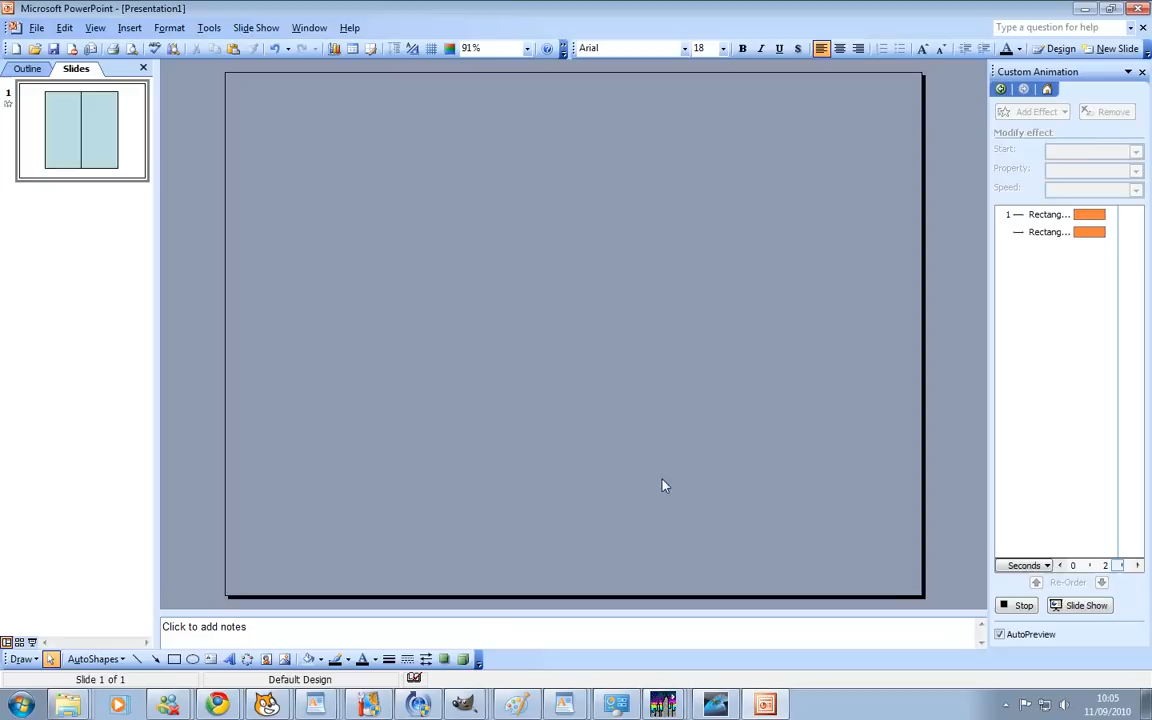 Microsoft PowerPoint - [Presentation1]
File Edit View Insert Format Tools Slide Show Window Help
Type a question for help
91%
Arial
18
B I U S
A
Design
New Slide
Outline
Slides
1
Custom Animation
Add Effect
Remove
Modify effect
Start:
Property:
Speed:
1
Rectang...
Rectang...
Seconds
0
2
Re-Order
Stop
Slide Show
AutoPreview
Click to add notes
Draw
AutoShapes
A
Slide 1 of 1
Default Design
10:05
11/09/2010